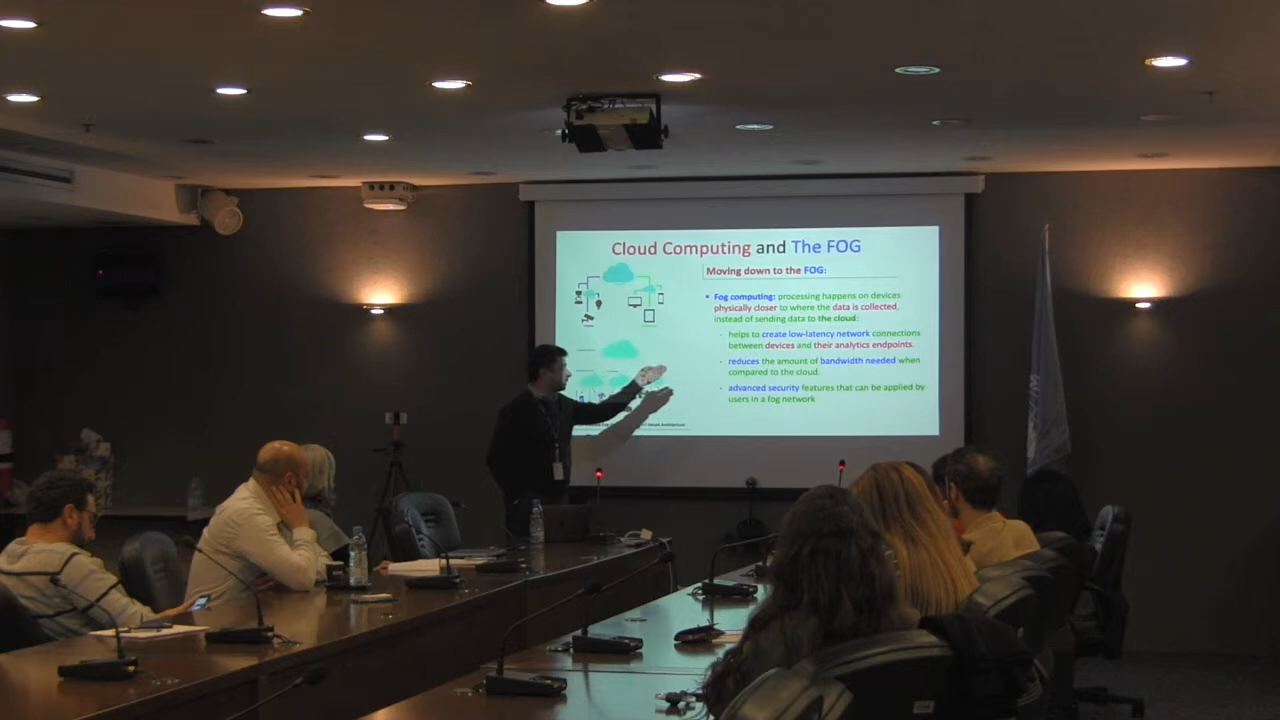 Cloud Computing and The FOG
Moving down to the FOG:
Fog computing: processing happens on devices
physically closer to where the data is collected,
instead of sending data to the cloud:
- helps to create low-latency network connections
between devices and their analytics endpoints.
- reduces the amount of bandwidth needed when
compared to the cloud.
- advanced security features that can be applied by
users in a fog network
Based Architecture